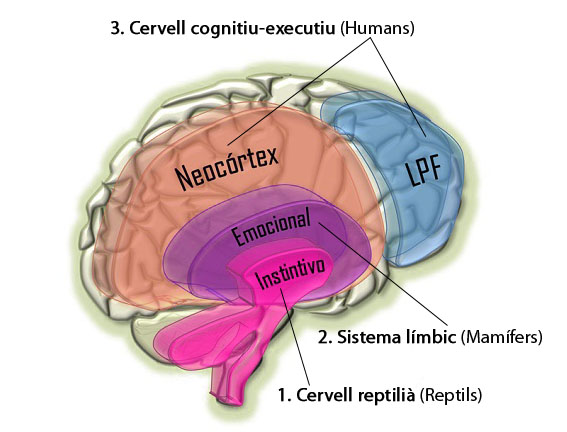 3. Cervell cognitiu-executiu (Humans)
Neocórtex
LPF
Emocional
Instintivo
2. Sistema límbic (Mamífers)
1. Cervell reptilià (Reptils)